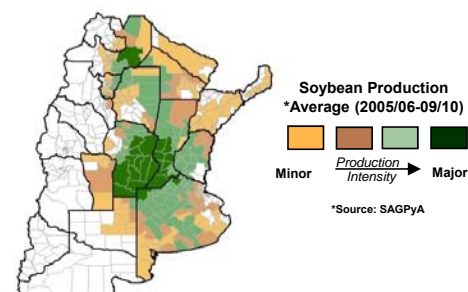 Soybean Production
*Average (2005/06-09/10)
Minor
Production
Intensity
Major
*Source: SAGPyA